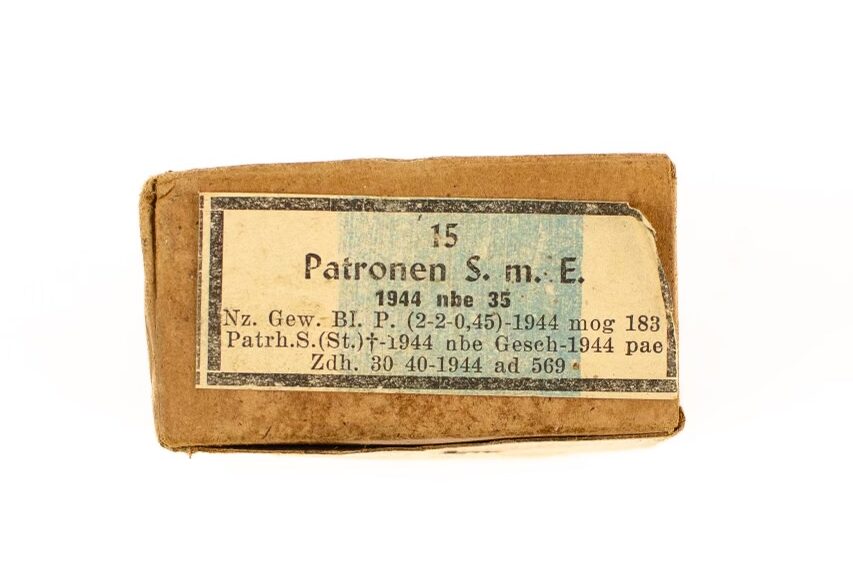 15
Patronen S. m. E.
1944 nbe 35
Nz. Gew. Bl. P. (2-2-0,45)-1944 mog 183
Patrh.S.(St.)†-1944 nbe Gesch-1944 pae
Zdh. 30 40-1944 ad 569